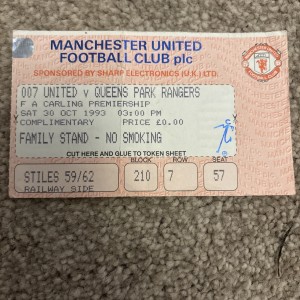 MANCHESTER UNITED
FOOTBALL CLUB plc
SPONSORED BY SHARP ELECTRONICS (U.K.) LTD.
007 UNITED v QUEENS PARK RANGERS
F A CARLING PREMIERSHIP
SAT 30 OCT 1993 03:00 PM
COMPLIMENTARY PRICE £0.00
FAMILY STAND - NO SMOKING
CUT HERE AND GLUE TO TOKEN SHEET
BLOCK ROW SEAT
STILES 59/62 210 7 57
RAILWAY SIDE